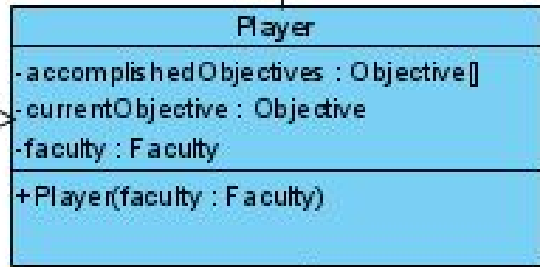 Player
-accomplishedObjectives : Objective[]
-currentObjective : Objective
-faculty : Faculty
+Player(faculty : Faculty)